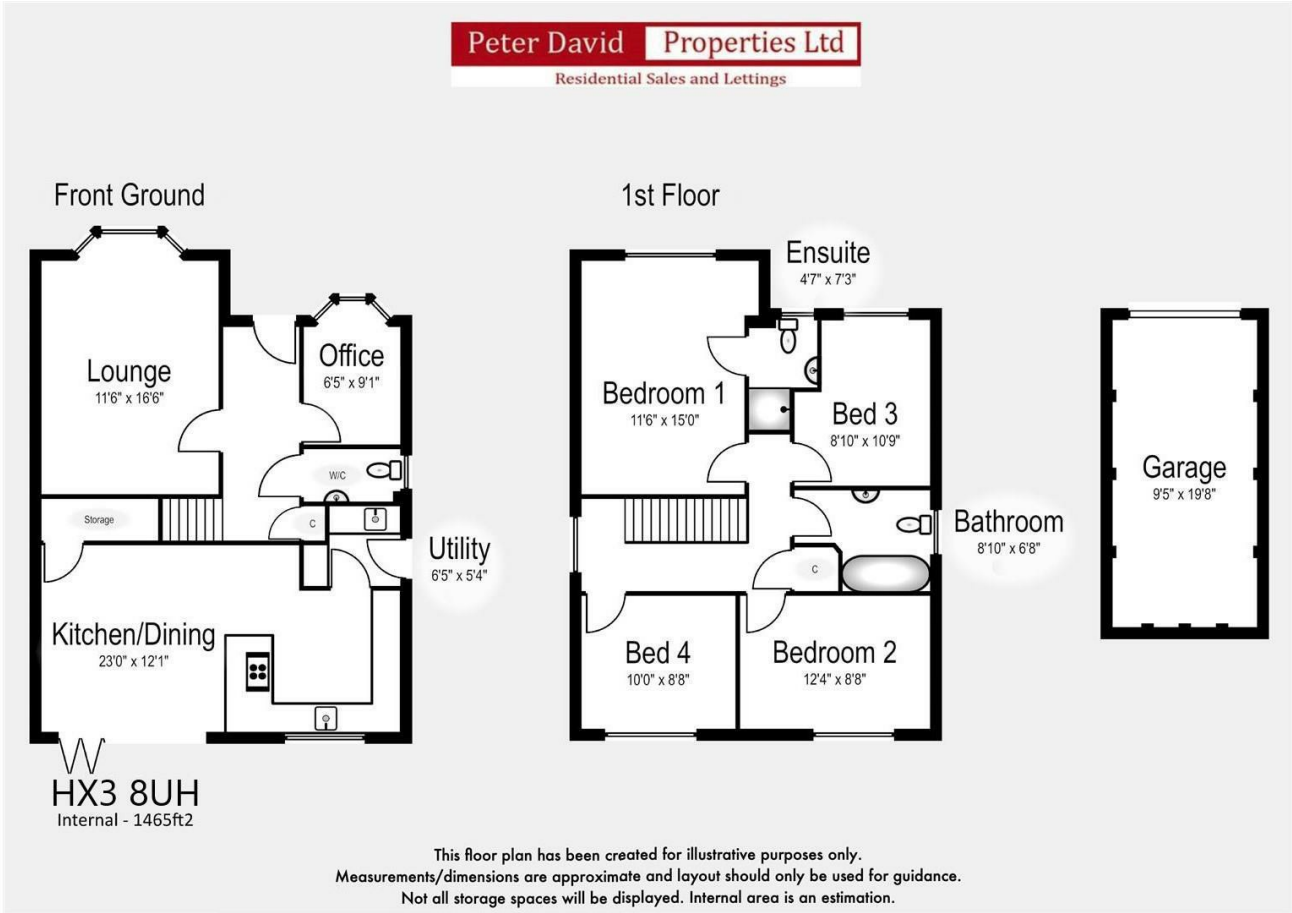 Peter David Properties Ltd
Residential Sales and Lettings
Front Ground
Lounge
11'6" x 16'6"
Office
6'5" x 9'1"
W/C
Storage
C
Utility
6'5" x 5'4"
Kitchen/Dining
23'0" x 12'1"
1st Floor
Ensuite
4'7" x 7'3"
Bedroom 1
11'6" x 15'0"
Bed 3
8'10" x 10'9"
Bathroom
8'10" x 6'8"
C
Bed 4
10'0" x 8'8"
Bedroom 2
12'4" x 8'8"
Garage
9'5" x 19'8"
HX3 8UH
Internal - 1465ft2
This floor plan has been created for illustrative purposes only.
Measurements/dimensions are approximate and layout should only be used for guidance.
Not all storage spaces will be displayed. Internal area is an estimation.